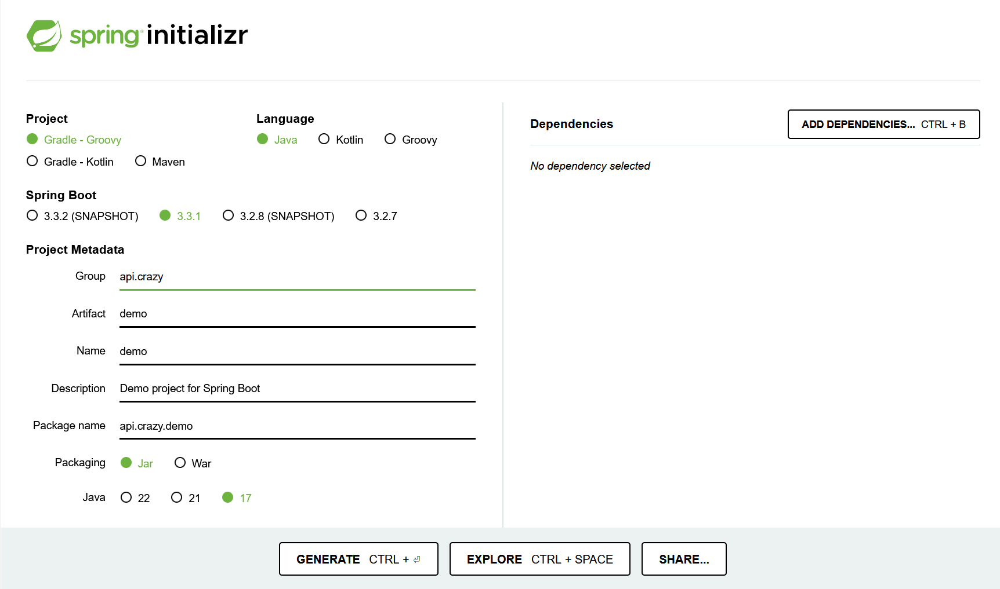 spring initializr
Project
Gradle - Groovy
Gradle - Kotlin Maven
Language
Java Kotlin Groovy
Spring Boot
3.3.2 (SNAPSHOT) 3.3.1 3.2.8 (SNAPSHOT) 3.2.7
Project Metadata
Group api.crazy
Artifact demo
Name demo
Description Demo project for Spring Boot
Package name api.crazy.demo
Packaging Jar War
Java 22 21 17
Dependencies ADD DEPENDENCIES... CTRL + B
No dependency selected
GENERATE CTRL + ⏎ EXPLORE CTRL + SPACE SHARE...